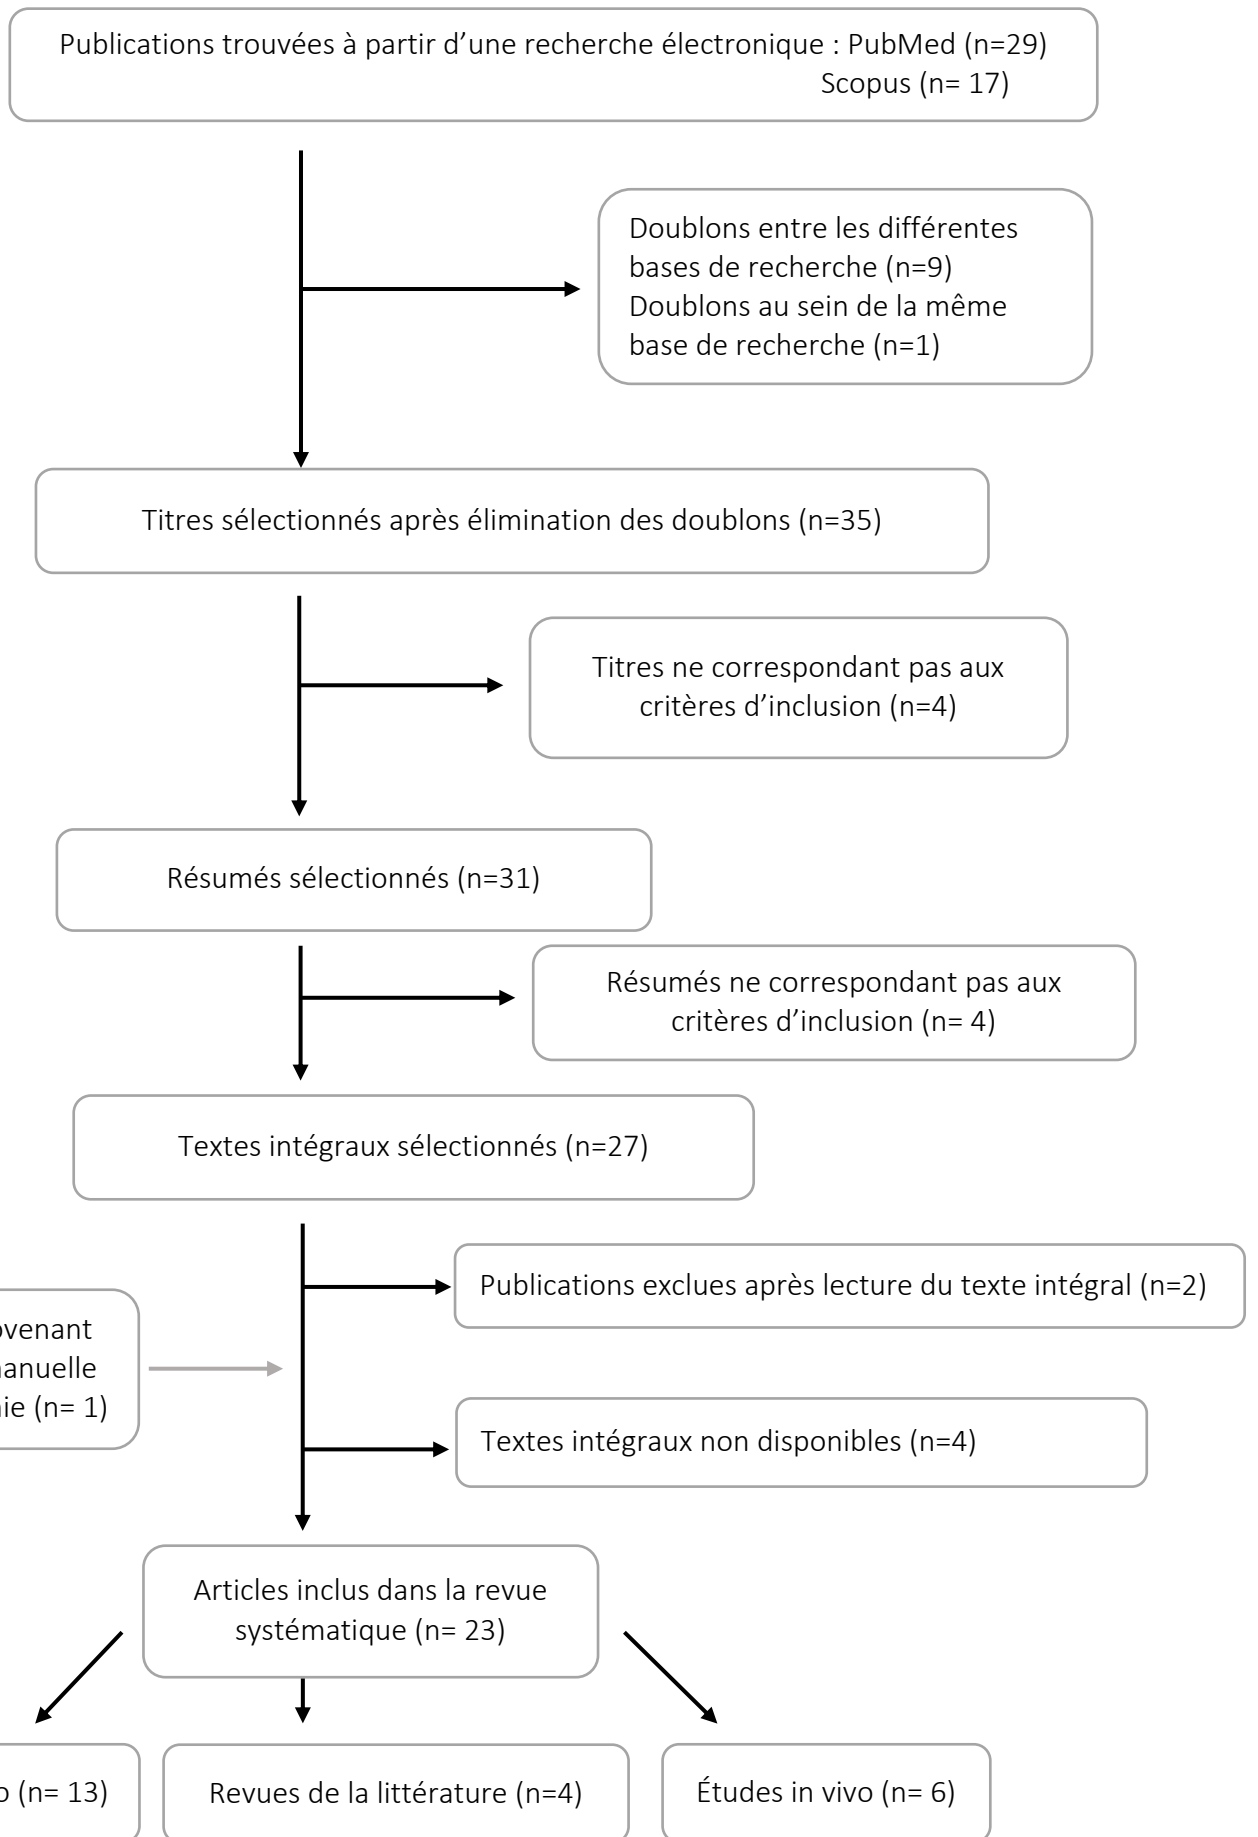 Publications trouvées à partir d’une recherche électronique : PubMed (n=29)
Scopus (n= 17)
Doublons entre les différentes
bases de recherche (n=9)
Doublons au sein de la même
base de recherche (n=1)
Titres sélectionnés après élimination des doublons (n=35)
Titres ne correspondant pas aux
critères d’inclusion (n=4)
Résumés sélectionnés (n=31)
Résumés ne correspondant pas aux
critères d’inclusion (n= 4)
Textes intégraux sélectionnés (n=27)
Publications exclues après lecture du texte intégral (n=2)
(n= 1)
Textes intégraux non disponibles (n=4)
Articles inclus dans la revue
systématique (n= 23)
(n= 13)
Revues de la littérature (n=4)
Études in vivo (n= 6)